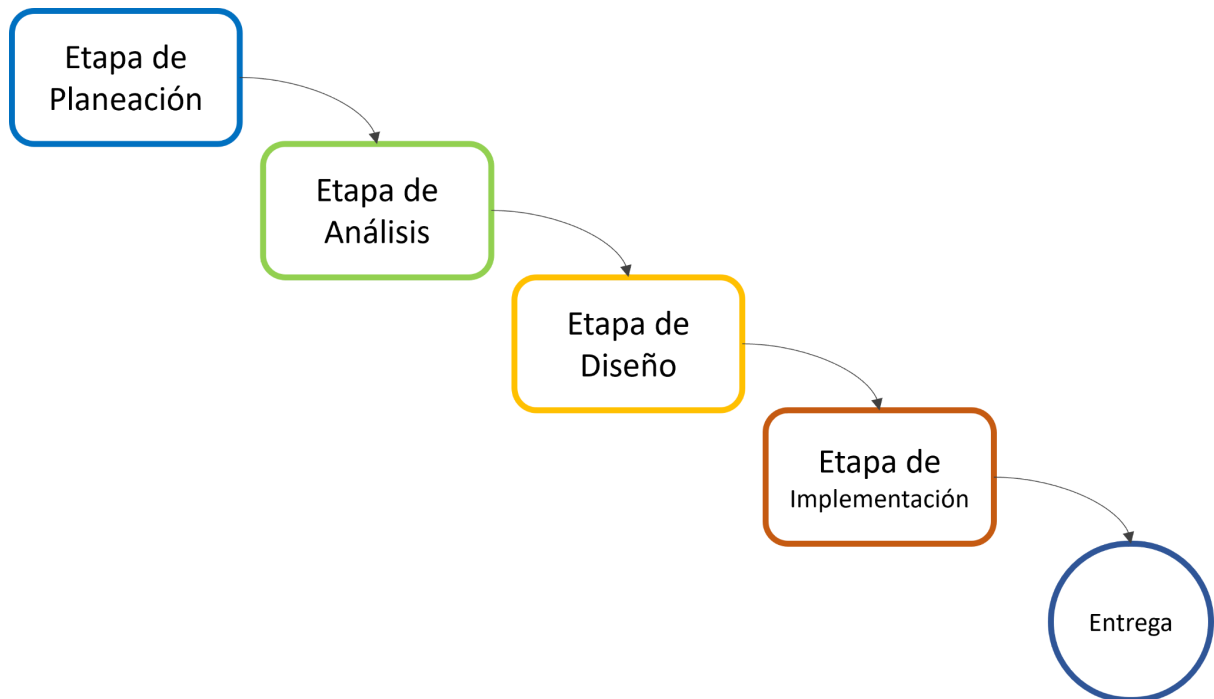 Etapa de
Planeación
Etapa de
Análisis
Etapa de
Diseño
Etapa de
Implementación
Entrega